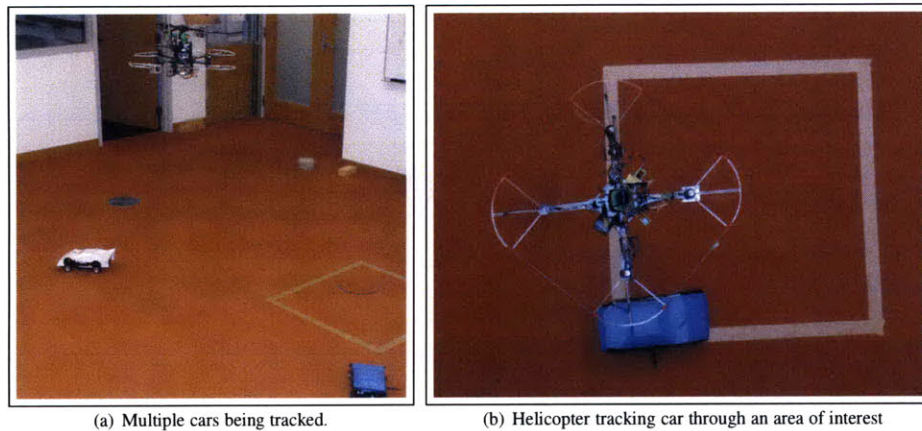 (a) Multiple cars being tracked.
(b) Helicopter tracking car through an area of interest